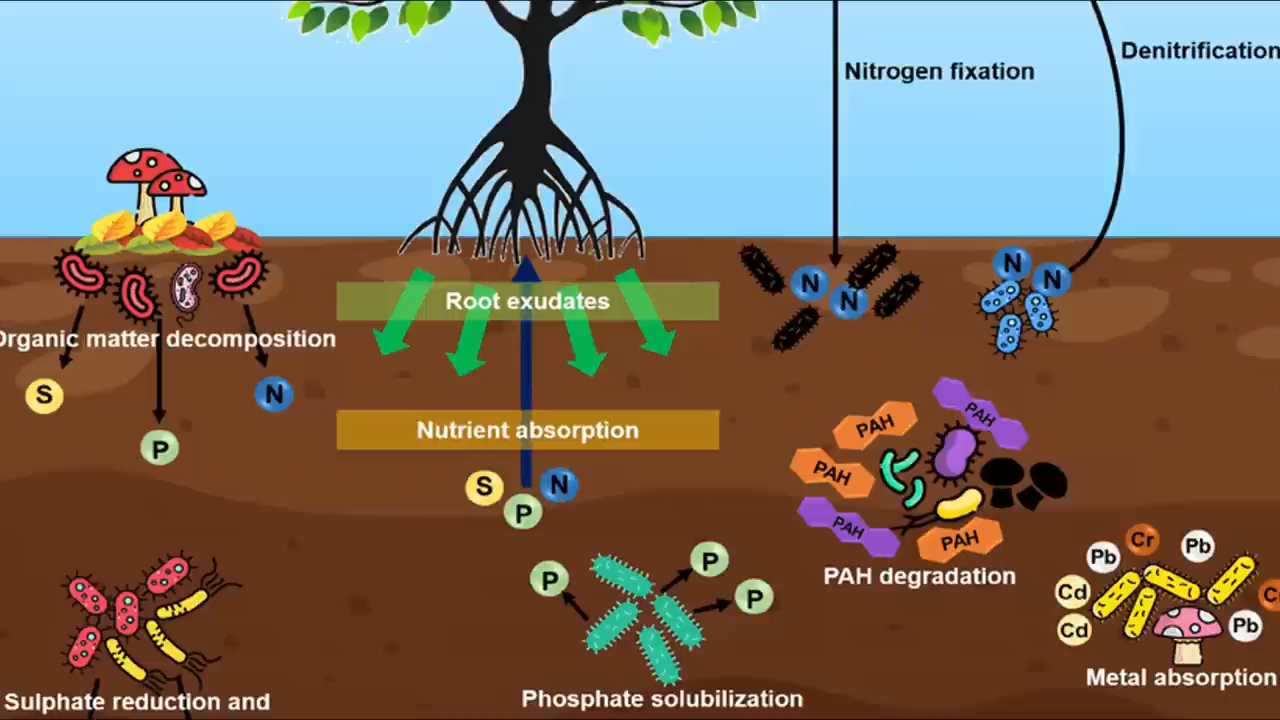 Nitrogen fixation
Denitrification
Organic matter decomposition
S
P
N
Root exudates
Nutrient absorption
S
P
N
N
N
N
N
PAH
PAH
PAH
PAH
PAH
PAH degradation
P
P
P
Phosphate solubilization
Pb
Cr
Pb
Cd
Cd
Pb
Metal absorption
Sulphate reduction and